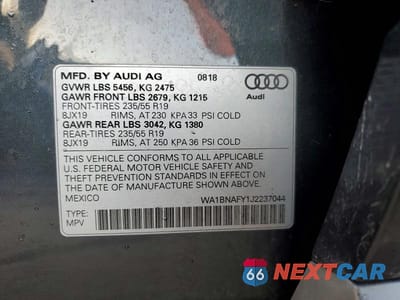 MFD. BY AUDI AG 0818
GVWR LBS 5456, KG 2475
GAWR FRONT LBS 2679, KG 1215
FRONT-TIRES 235/55 R19
8JX19 RIMS, AT 230 KPA 33 PSI COLD
GAWR REAR LBS 3042, KG 1380
REAR-TIRES 235/55 R19
8JX19 RIMS, AT 250 KPA 36 PSI COLD
Audi
THIS VEHICLE CONFORMS TO ALL APPLICABLE
U.S. FEDERAL MOTOR VEHICLE SAFETY AND
THEFT PREVENTION STANDARDS IN EFFECT ON THE
DATE OF MANUFACTURE SHOWN ABOVE.
MEXICO WA1BNAFY1J2237044
TYPE:
MPV
66 NEXTCAR